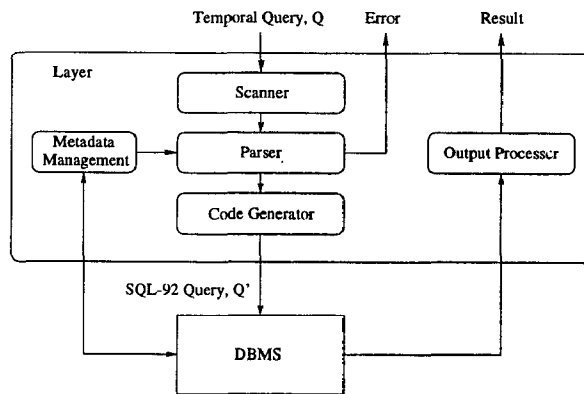 Temporal Query, Q
Error
Result
Layer
Scanner
Metadata
Management
Parser
Output Processor
Code Generator
SQL-92 Query, Q'
DBMS